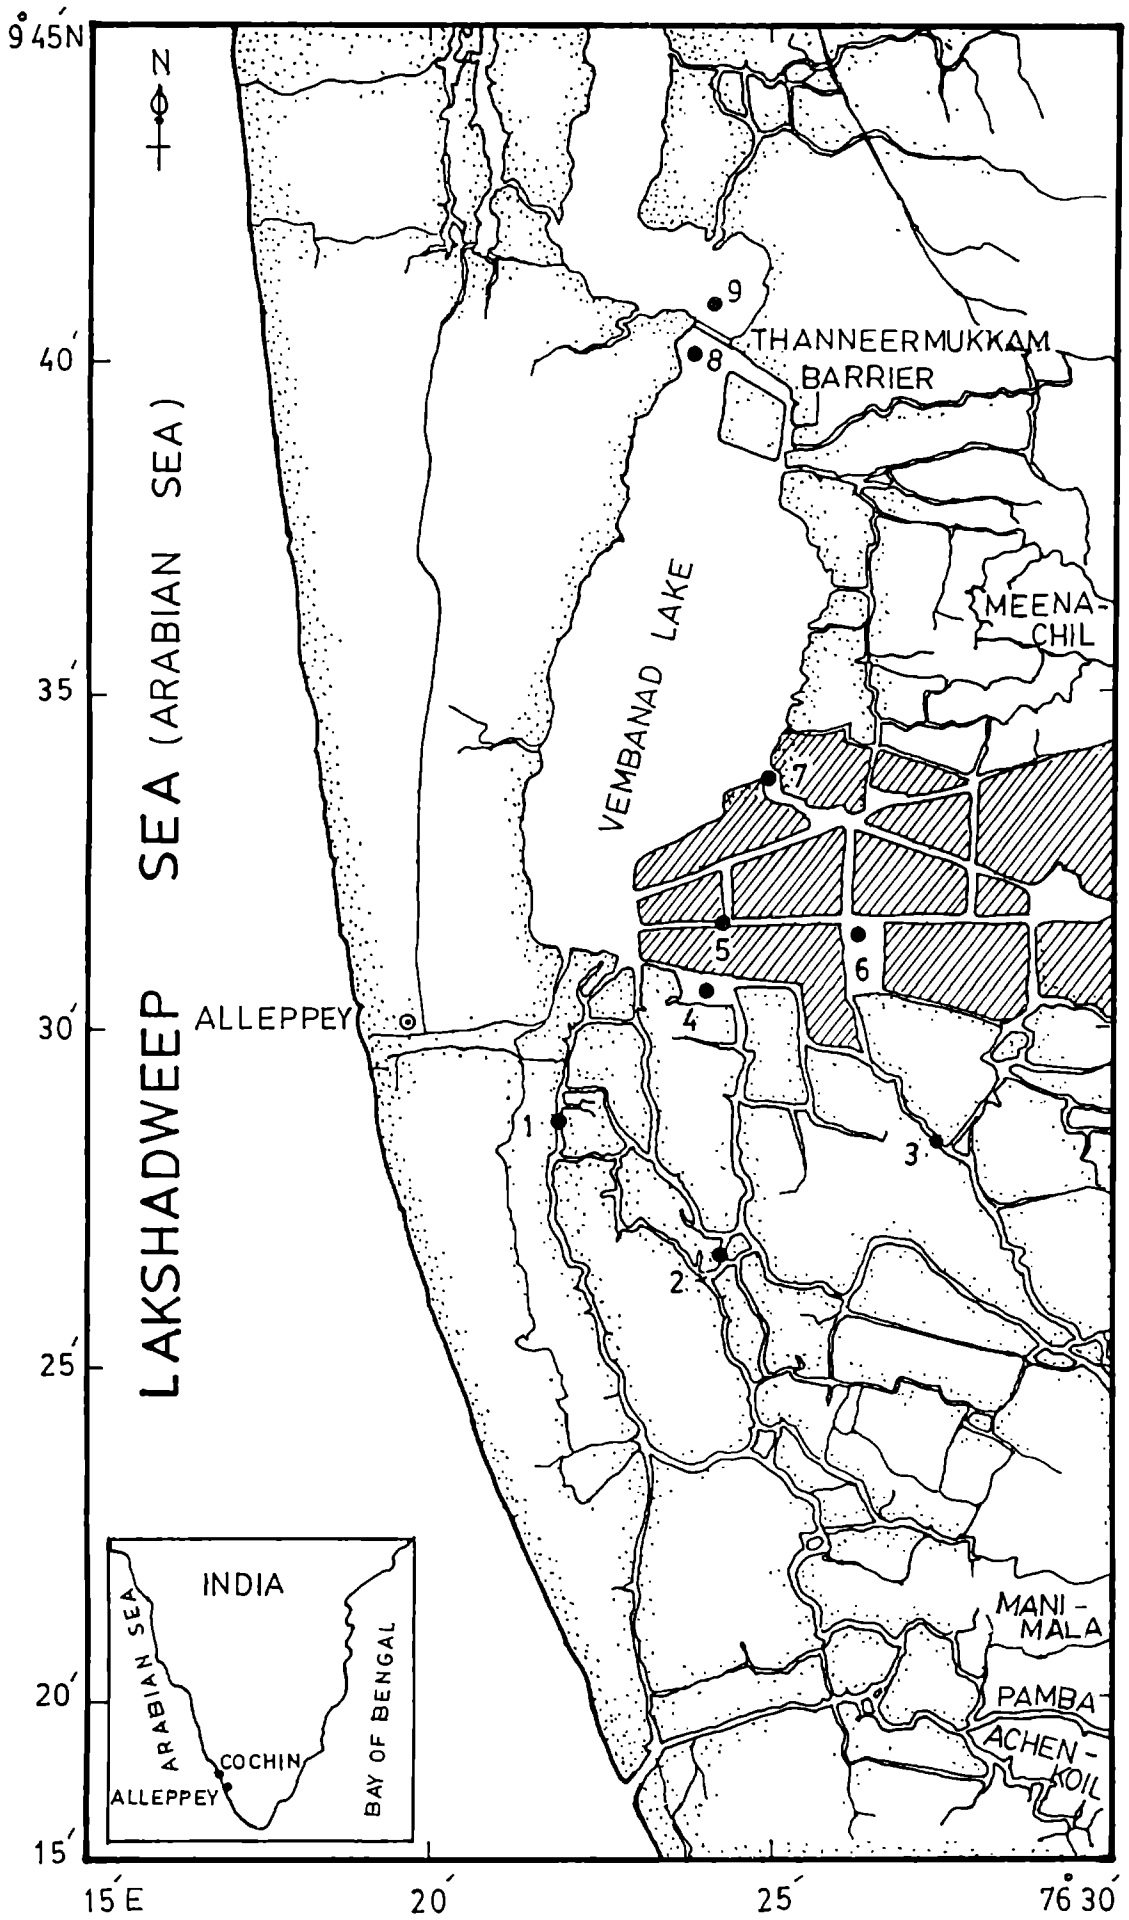 9° 45´N
N
9
40´
THANNEERMUKKAM
BARRIER
8
LAKSHADWEEP SEA (ARABIAN SEA)
VEMBANAD LAKE
MEENA-
CHIL
35´
7
5
6
ALLEPPEY
30´
4
1
3
2
25´
INDIA
ARABIAN SEA
BAY OF BENGAL
COCHIN
ALLEPPEY
MANI-
MALA
20´
PAMBA
ACHEN-
KOIL
15´
15´E
20´
25´
76° 30´